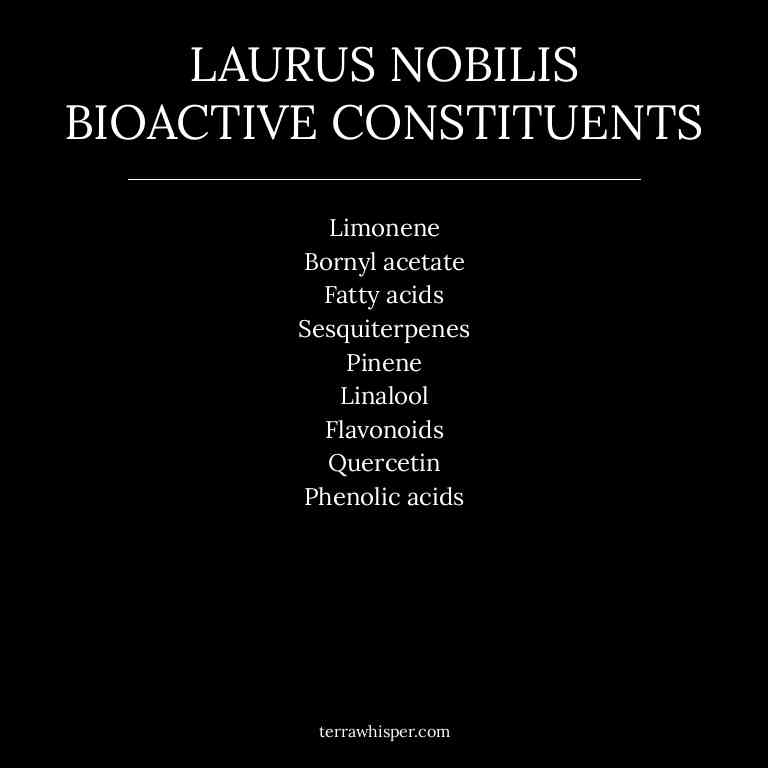 LAURUS NOBILIS
BIOACTIVE CONSTITUENTS
Limonene
Bornyl acetate
Fatty acids
Sesquiterpenes
Pinene
Linalool
Flavonoids
Quercetin
Phenolic acids
terrawhisper.com